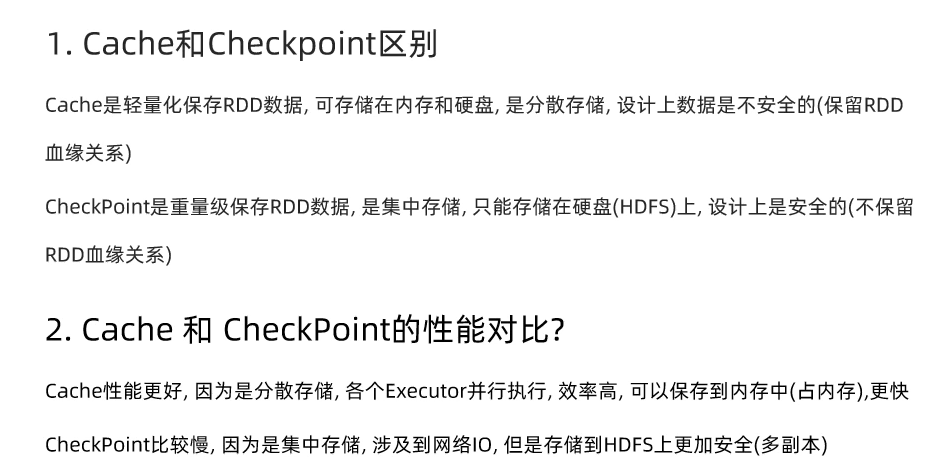 1. Cache和Checkpoint区别
Cache是轻量化保存RDD数据, 可存储在内存和硬盘, 是分散存储, 设计上数据是不安全的(保留RDD
血缘关系)
CheckPoint是重量级保存RDD数据, 是集中存储, 只能存储在硬盘(HDFS)上, 设计上是安全的(不保留
RDD血缘关系)
2. Cache 和 CheckPoint的性能对比?
Cache性能更好, 因为是分散存储, 各个Executor并行执行, 效率高, 可以保存到内存中(占内存),更快
CheckPoint比较慢, 因为是集中存储, 涉及到网络IO, 但是存储到HDFS上更加安全(多副本)